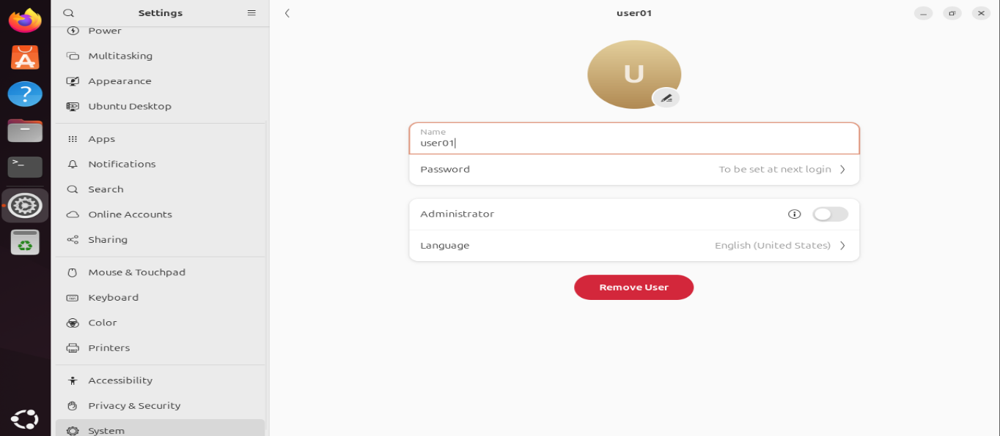 Settings
Power
Multitasking
Appearance
Ubuntu Desktop
Apps
Notifications
Search
Online Accounts
Sharing
Mouse & Touchpad
Keyboard
Color
Printers
Accessibility
Privacy & Security
System
user01
U
Name
user01
Password To be set at next login
Administrator
Language English (United States)
Remove User